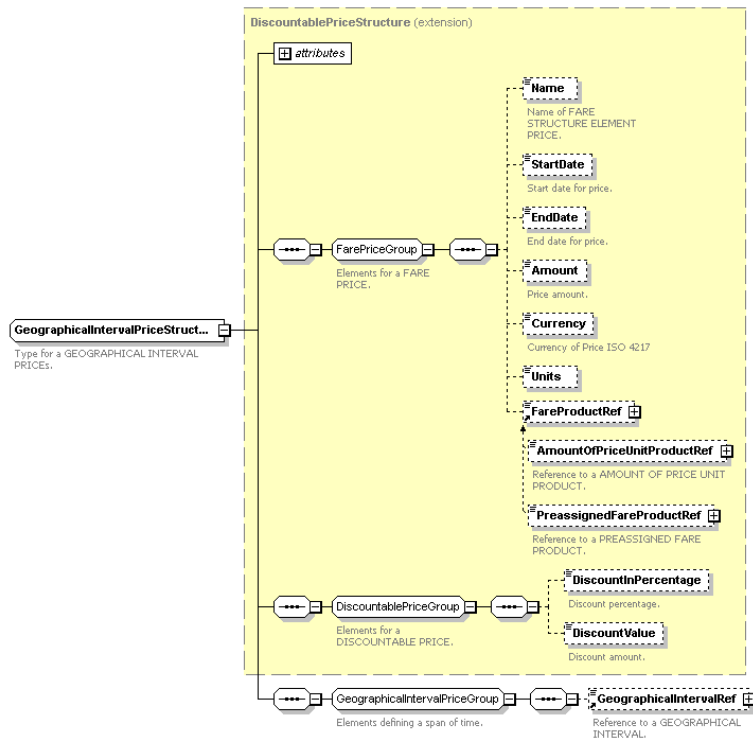 DiscountablePriceStructure (extension)
attributes
Name
Name of FARE
STRUCTURE ELEMENT
PRICE.
StartDate
Start date for price.
EndDate
End date for price.
FarePriceGroup
Elements for a FARE
PRICE.
Amount
Price amount.
GeographicalIntervalPriceStruct...
Type for a GEOGRAPHICAL INTERVAL
PRICEs.
Currency
Currency of Price ISO 4217
Units
FareProductRef
AmountOfPriceUnitProductRef
Reference to a AMOUNT OF PRICE UNIT
PRODUCT.
PreassignedFareProductRef
Reference to a PREASSIGNED FARE
PRODUCT.
DiscountablePriceGroup
Elements for a
DISCOUNTABLE PRICE.
DiscountInPercentage
Discount percentage.
DiscountValue
Discount amount.
GeographicalIntervalPriceGroup
Elements defining a span of time.
GeographicalIntervalRef
Reference to a GEOGRAPHICAL
INTERVAL.